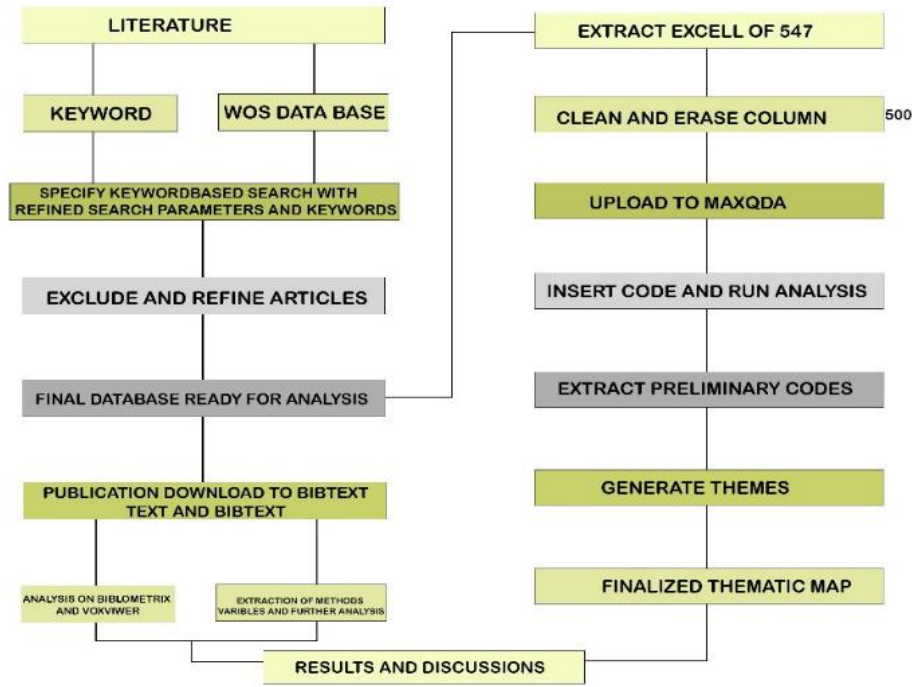 LITERATURE
KEYWORD
WOS DATA BASE
SPECIFY KEYWORDBASED SEARCH WITH
REFINED SEARCH PARAMETERS AND KEYWORDS
EXCLUDE AND REFINE ARTICLES
FINAL DATABASE READY FOR ANALYSIS
PUBLICATION DOWNLOAD TO BIBTEXT
TEXT AND BIBTEXT
ANALYSIS ON BIBLOMETRIX
AND VOKVIWER
EXTRACTION OF METHODS
VARIBLES AND FURTHER ANALYSIS
EXTRACT EXCELL OF 547
CLEAN AND ERASE COLUMN
500
UPLOAD TO MAXQDA
INSERT CODE AND RUN ANALYSIS
EXTRACT PRELIMINARY CODES
GENERATE THEMES
FINALIZED THEMATIC MAP
RESULTS AND DISCUSSIONS